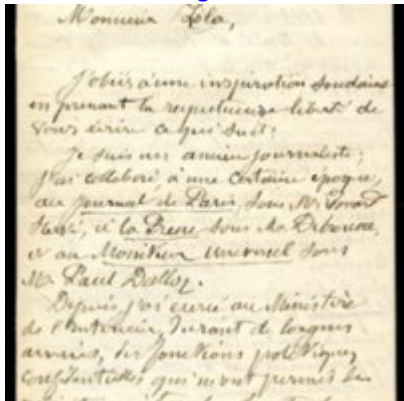 Monsieur Zola,
J'obéis à une inspiration soudaine
en prenant la respectueuse liberté de
vous écrire ce qui suit:
Je suis un ancien journaliste;
j'ai collaboré, à une certaine époque,
au Journal de Paris, sous Mr
, à la Presse sous Mr Debrousse,
et au Moniteur universel sous
M. Paul Dalloz.
Depuis j'ai exercé au Ministère
de l'Intérieur, durant de longues
années, des fonctions politiques
confidentielles qui m'ont permis de